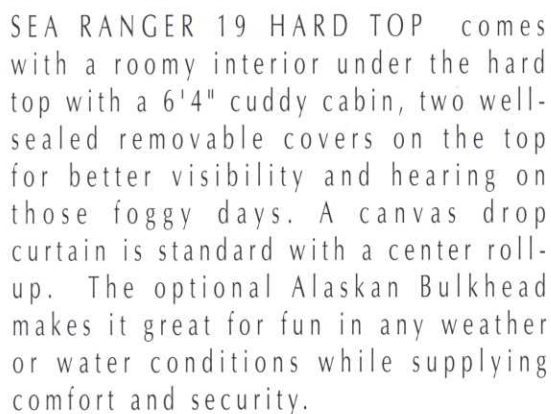 SEA RANGER 19 HARD TOP comes
with a roomy interior under the hard
top with a 6'4" cuddy cabin, two well-
sealed removable covers on the top
for better visibility and hearing on
those foggy days. A canvas drop
curtain is standard with a center roll-
up. The optional Alaskan Bulkhead
makes it great for fun in any weather
or water conditions while supplying
comfort and security.